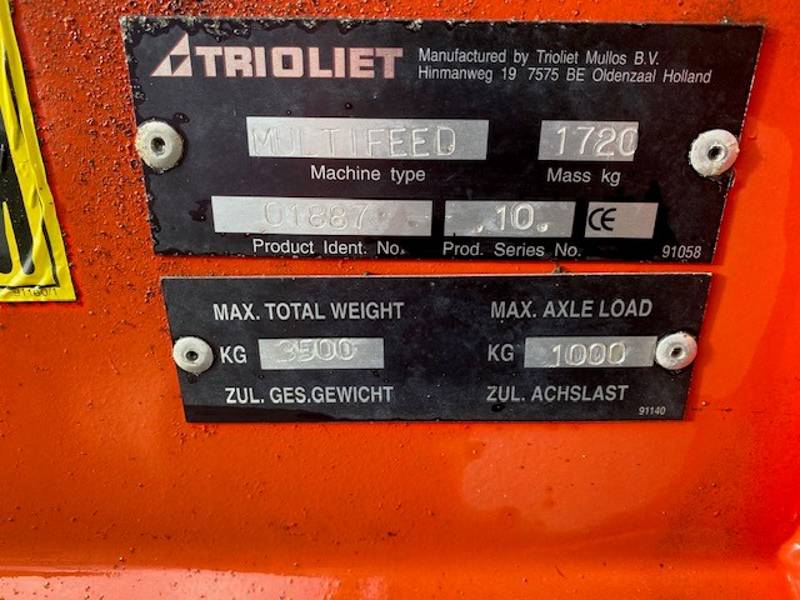 TRIOLIET
Manufactured by Trioliet Mullos B.V.
Hinmanweg 19 7575 BE Oldenzaal Holland
MULTIFEED 1720
Machine type Mass kg
01887 .10. CE
Product Ident. No. Prod. Series No. 91058
91160/1
MAX. TOTAL WEIGHT MAX. AXLE LOAD
KG 3500 KG 1000
ZUL. GES.GEWICHT ZUL. ACHSLAST
91140